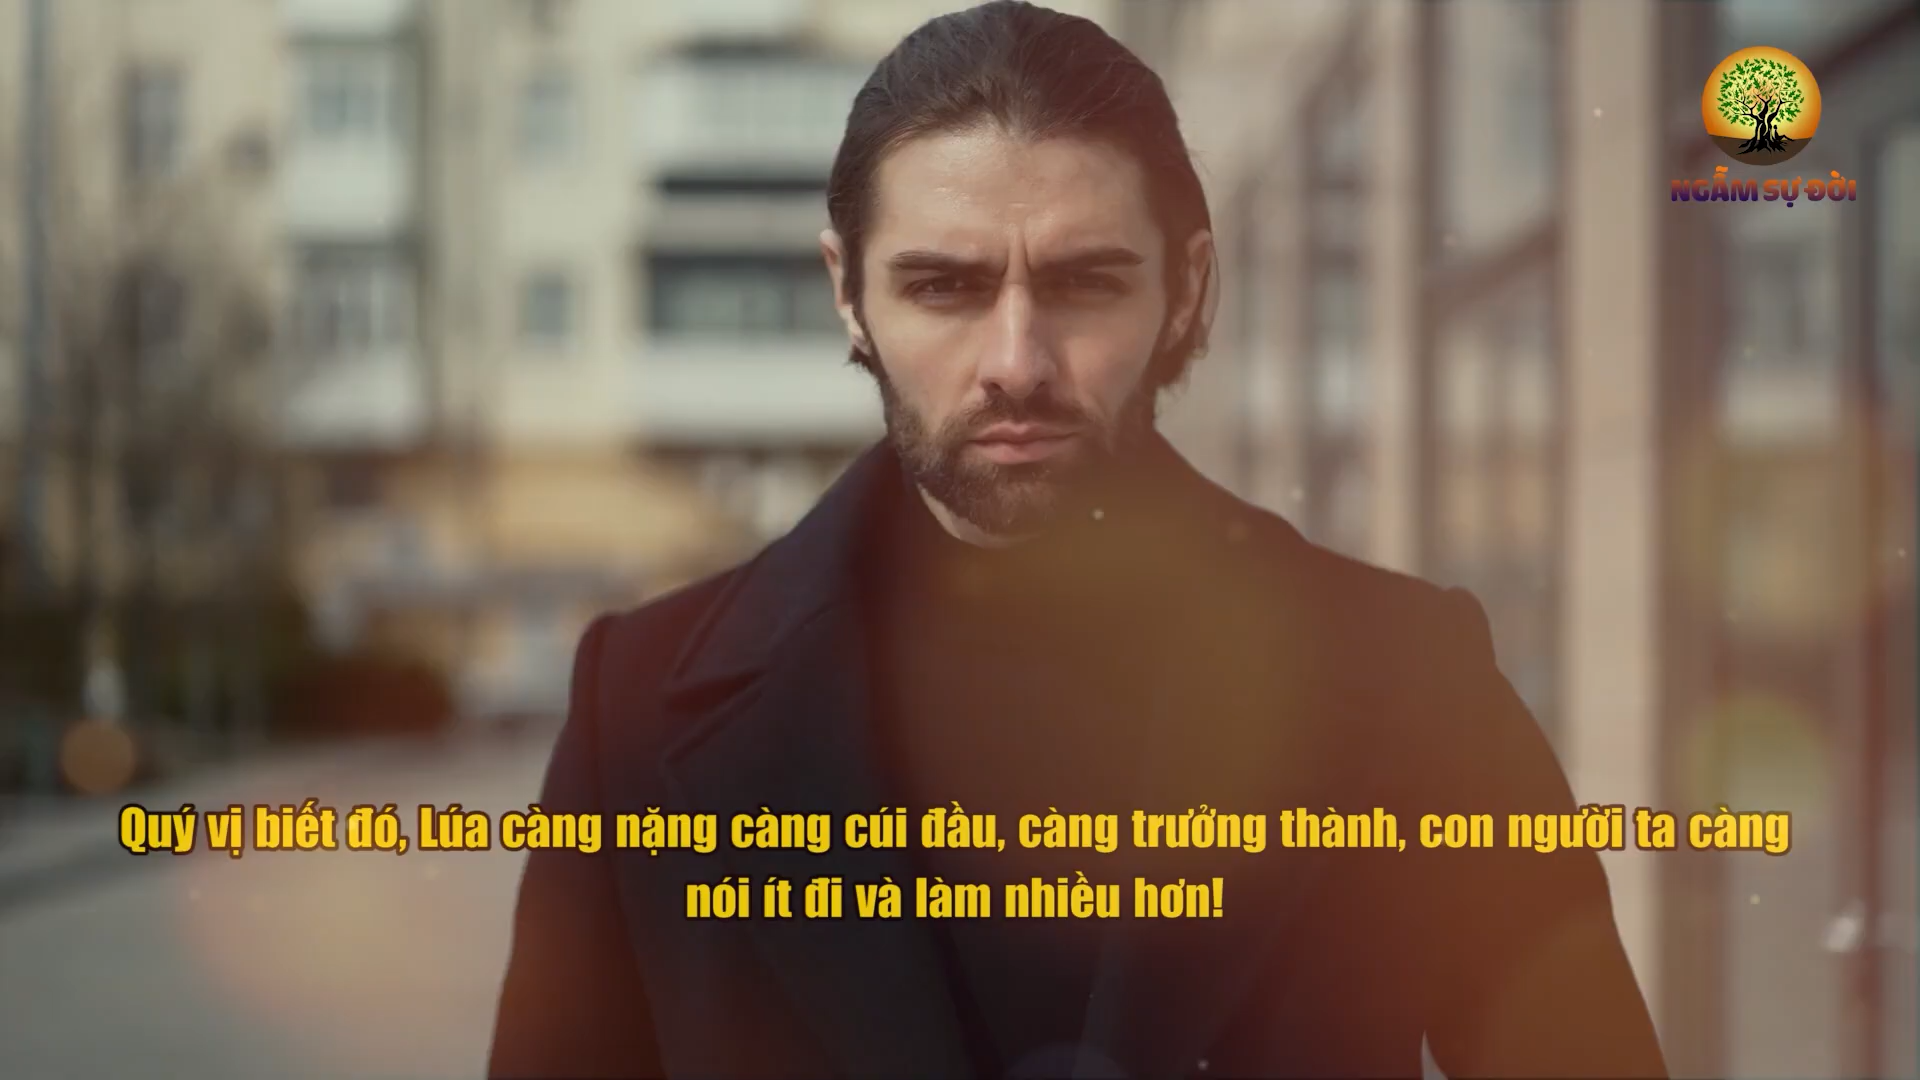 NGẪM SỰ ĐỜI
Quý vị biết đó, Lúa càng nặng càng cúi đầu, càng trưởng thành, con người ta càng
nói ít đi và làm nhiều hơn!